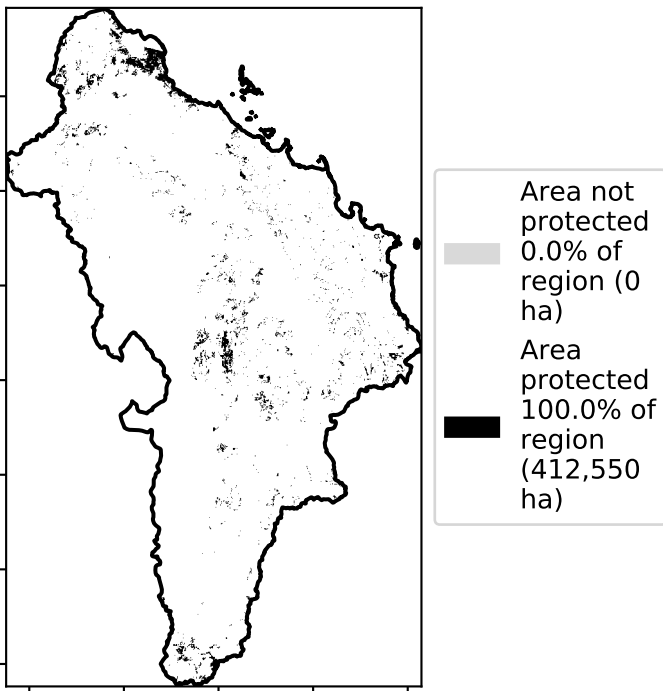 Area not
protected
0.0% of
region (0
ha)
Area
protected
100.0% of
region
(412,550
ha)